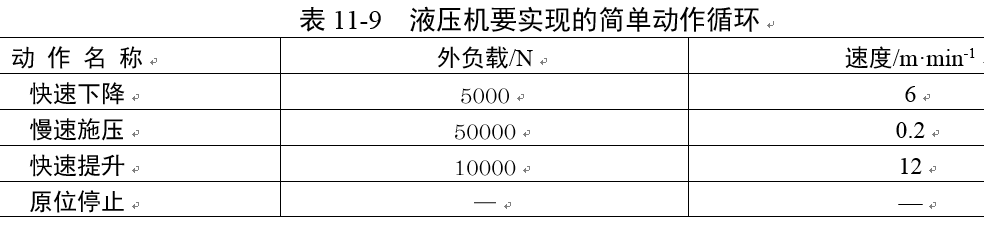 表 11-9 液压机要实现的简单动作循环
动 作 名 称 外负载/N 速度/m·min-1
快速下降 5000 6
慢速施压 50000 0.2
快速提升 10000 12
原位停止 — —